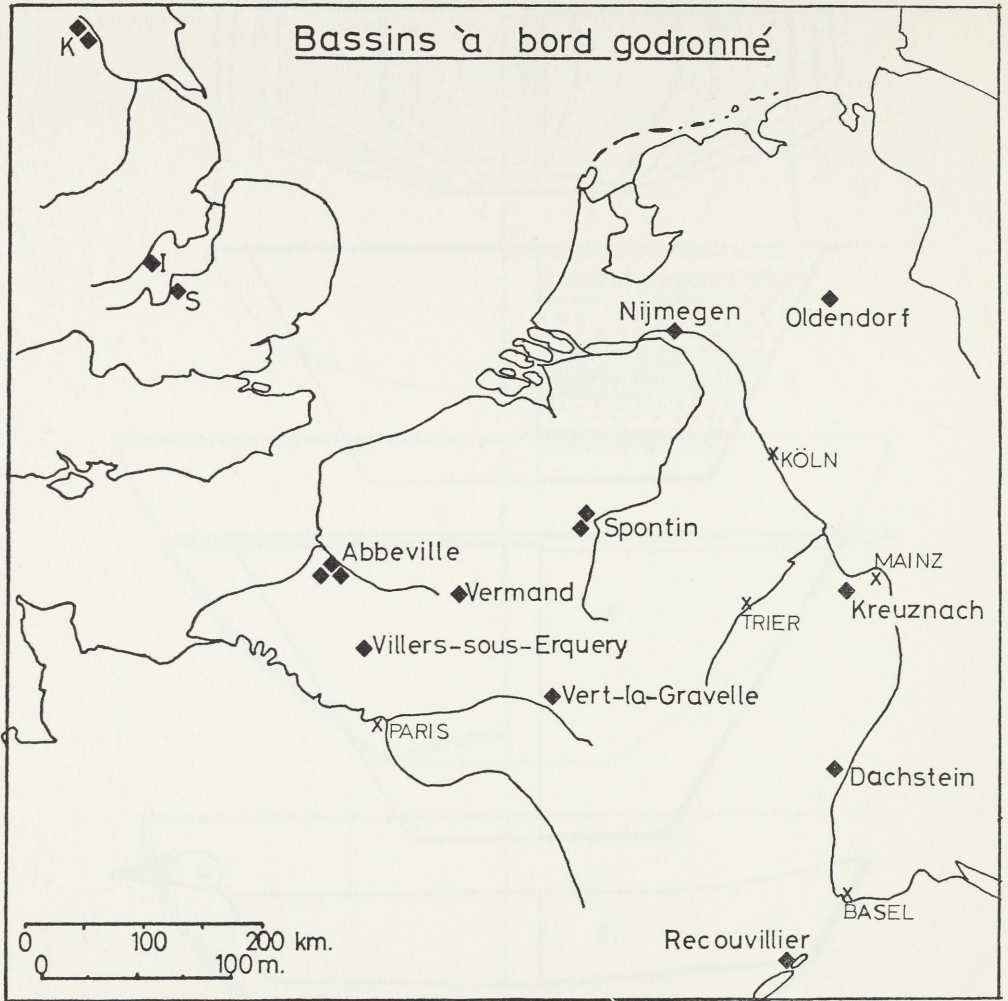 Bassins à bord godronné
K
I
S
Nijmegen
Oldendorf
KÖLN
Spontin
Abbeville
MAINZ
Vermand
Kreuznach
TRIER
Villers-sous-Erquery
Vert-la-Gravelle
PARIS
Dachstein
BASEL
Recouvillier
0 100 200 km.
0 100 m.